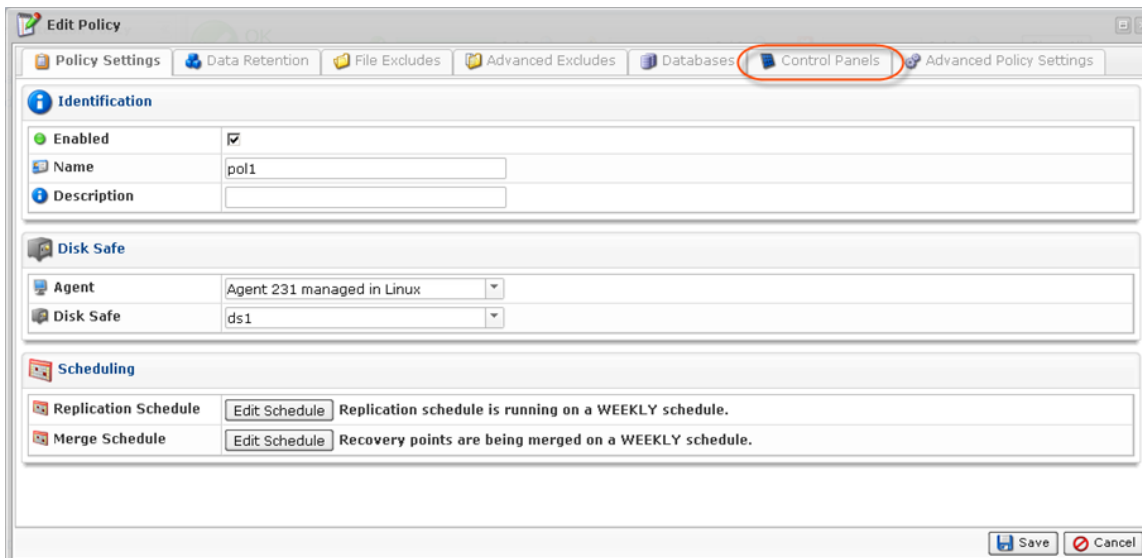 Edit Policy
OK
Policy Settings Data Retention File Excludes Advanced Excludes Databases Control Panels Advanced Policy Settings
Identification
Enabled
Name pol1
Description
Disk Safe
Agent Agent 231 managed in Linux
Disk Safe ds1
Scheduling
Replication Schedule Edit Schedule Replication schedule is running on a WEEKLY schedule.
Merge Schedule Edit Schedule Recovery points are being merged on a WEEKLY schedule.
Save Cancel